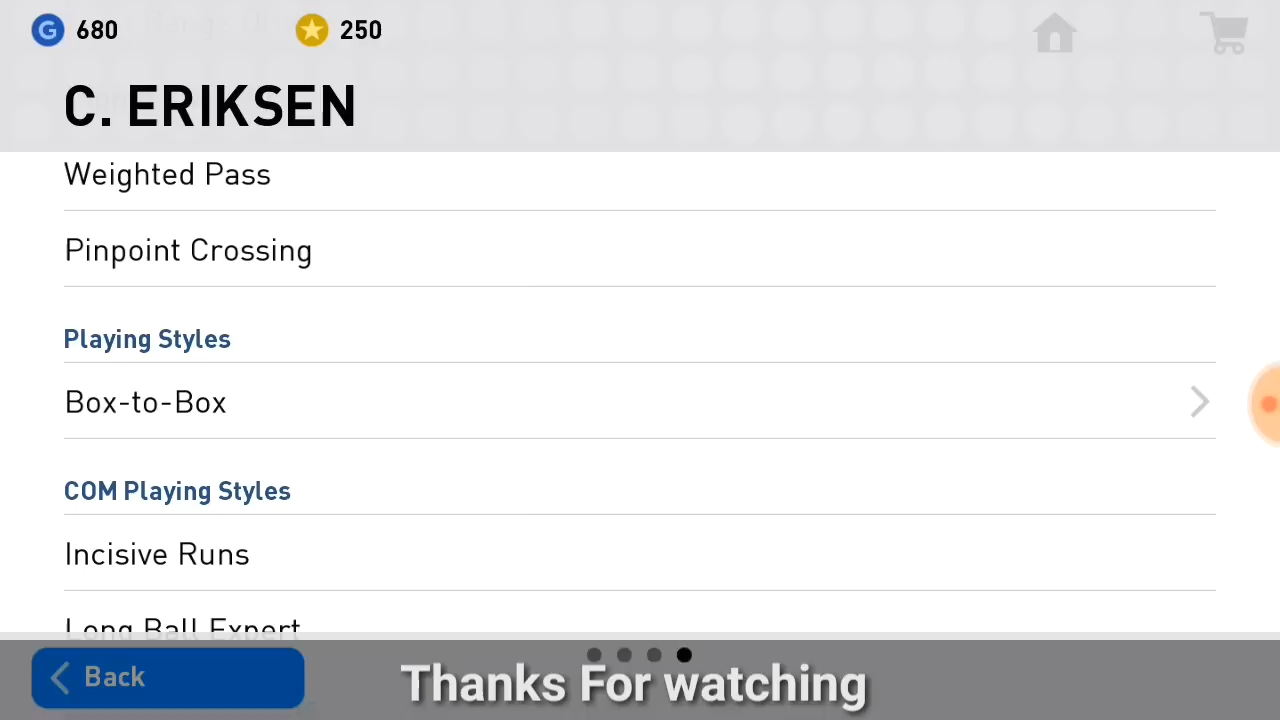 G 680 250
C. ERIKSEN
Weighted Pass
Pinpoint Crossing
Playing Styles
Box-to-Box
COM Playing Styles
Incisive Runs
Long Ball Expert
Back
Thanks For watching